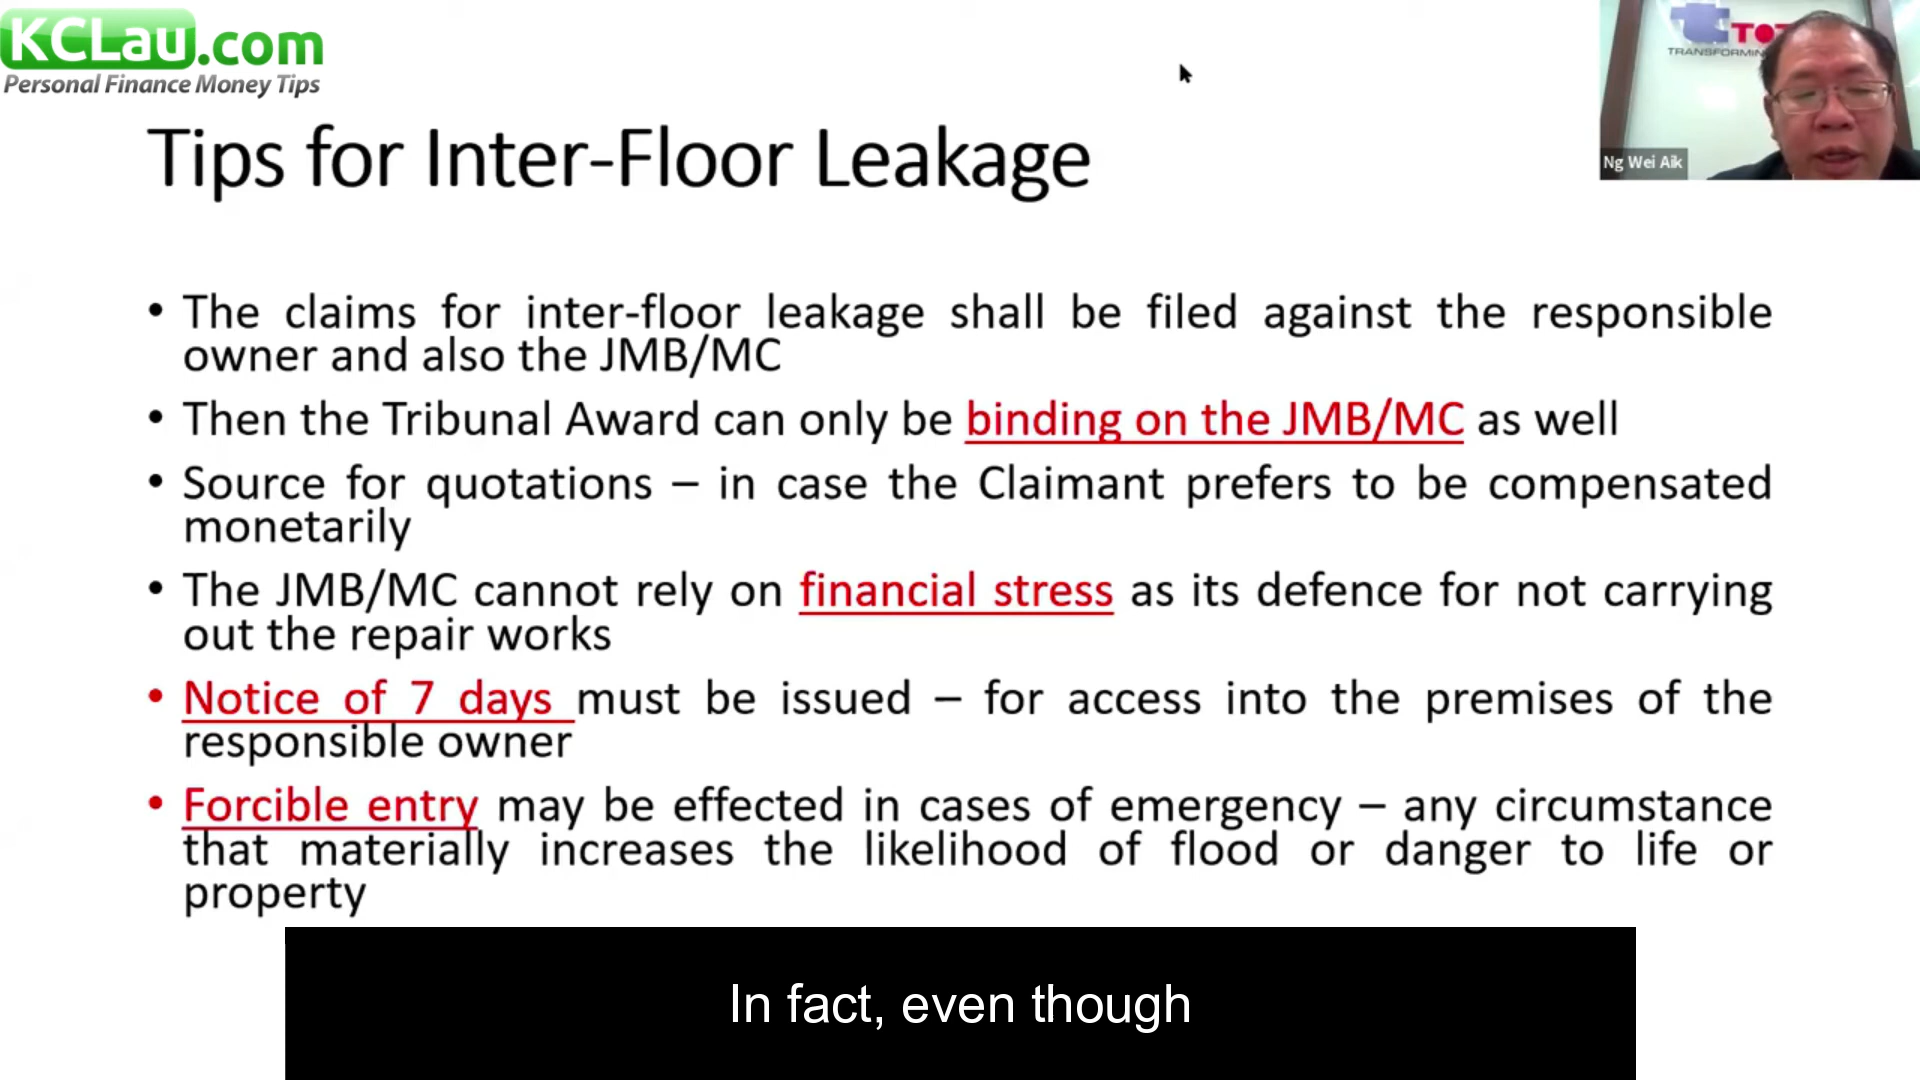 KCLau.com
Personal Finance Money Tips
TRANSFORMIN
Ng Wei Aik
Tips for Inter-Floor Leakage
• The claims for inter-floor leakage shall be filed against the responsible
owner and also the JMB/MC
• Then the Tribunal Award can only be binding on the JMB/MC as well
• Source for quotations – in case the Claimant prefers to be compensated
monetarily
• The JMB/MC cannot rely on financial stress as its defence for not carrying
out the repair works
• Notice of 7 days must be issued – for access into the premises of the
responsible owner
• Forcible entry may be effected in cases of emergency – any circumstance
that materially increases the likelihood of flood or danger to life or
property
In fact, even though